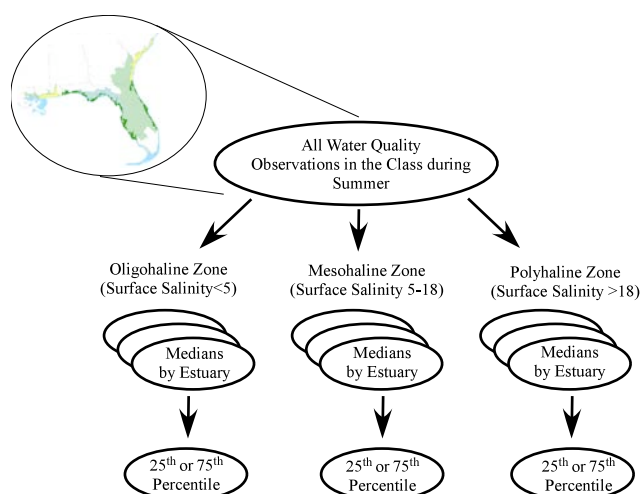 All Water Quality
Observations in the Class during
Summer
Oligohaline Zone
(Surface Salinity<5)
Mesohaline Zone
(Surface Salinity 5-18)
Polyhaline Zone
(Surface Salinity >18)
Medians
by Estuary
Medians
by Estuary
Medians
by Estuary
25th or 75th
Percentile
25th or 75th
Percentile
25th or 75th
Percentile